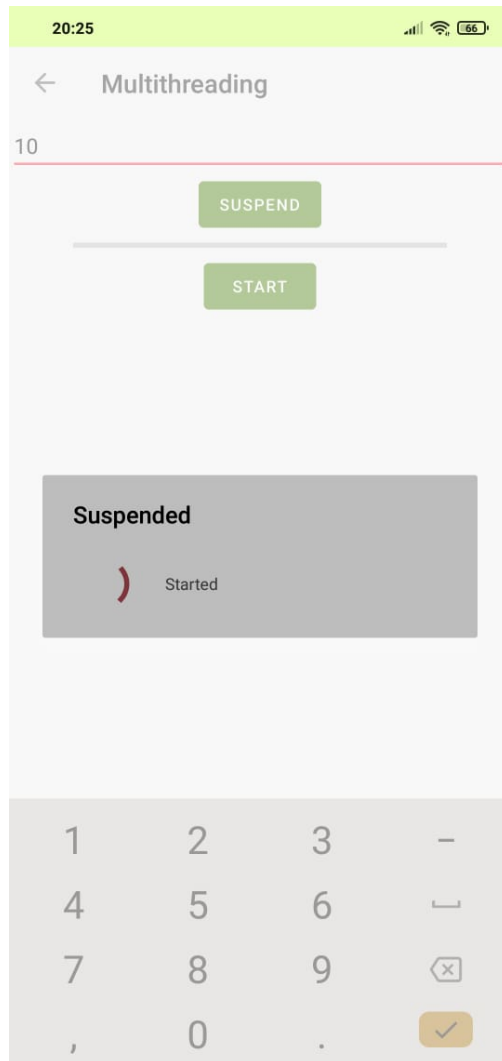 20:25
66
Multithreading
10
SUSPEND
START
Suspended
Started
1 2 3 –
4 5 6
7 8 9
, 0 .